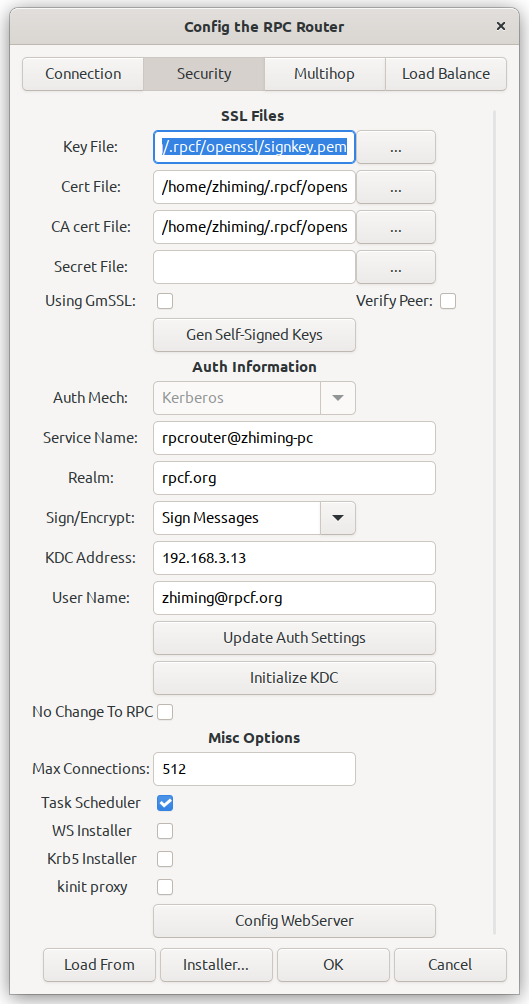 Config the RPC Router ×
Connection Security Multihop Load Balance
SSL Files
Key File: /.rpcf/openssl/signkey.pem ...
Cert File: /home/zhiming/.rpcf/opens ...
CA cert File: /home/zhiming/.rpcf/opens ...
Secret File: ...
Using GmSSL: Verify Peer:
Gen Self-Signed Keys
Auth Information
Auth Mech: Kerberos
Service Name: rpcrouter@zhiming-pc
Realm: rpcf.org
Sign/Encrypt: Sign Messages
KDC Address: 192.168.3.13
User Name: zhiming@rpcf.org
Update Auth Settings
Initialize KDC
No Change To RPC
Misc Options
Max Connections: 512
Task Scheduler
WS Installer
Krb5 Installer
kinit proxy
Config WebServer
Load From Installer... OK Cancel